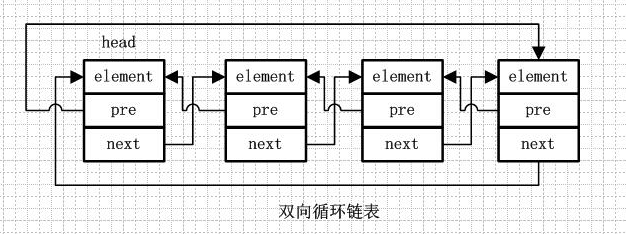 head
element element element element
pre pre pre pre
next next next next
双向循环链表